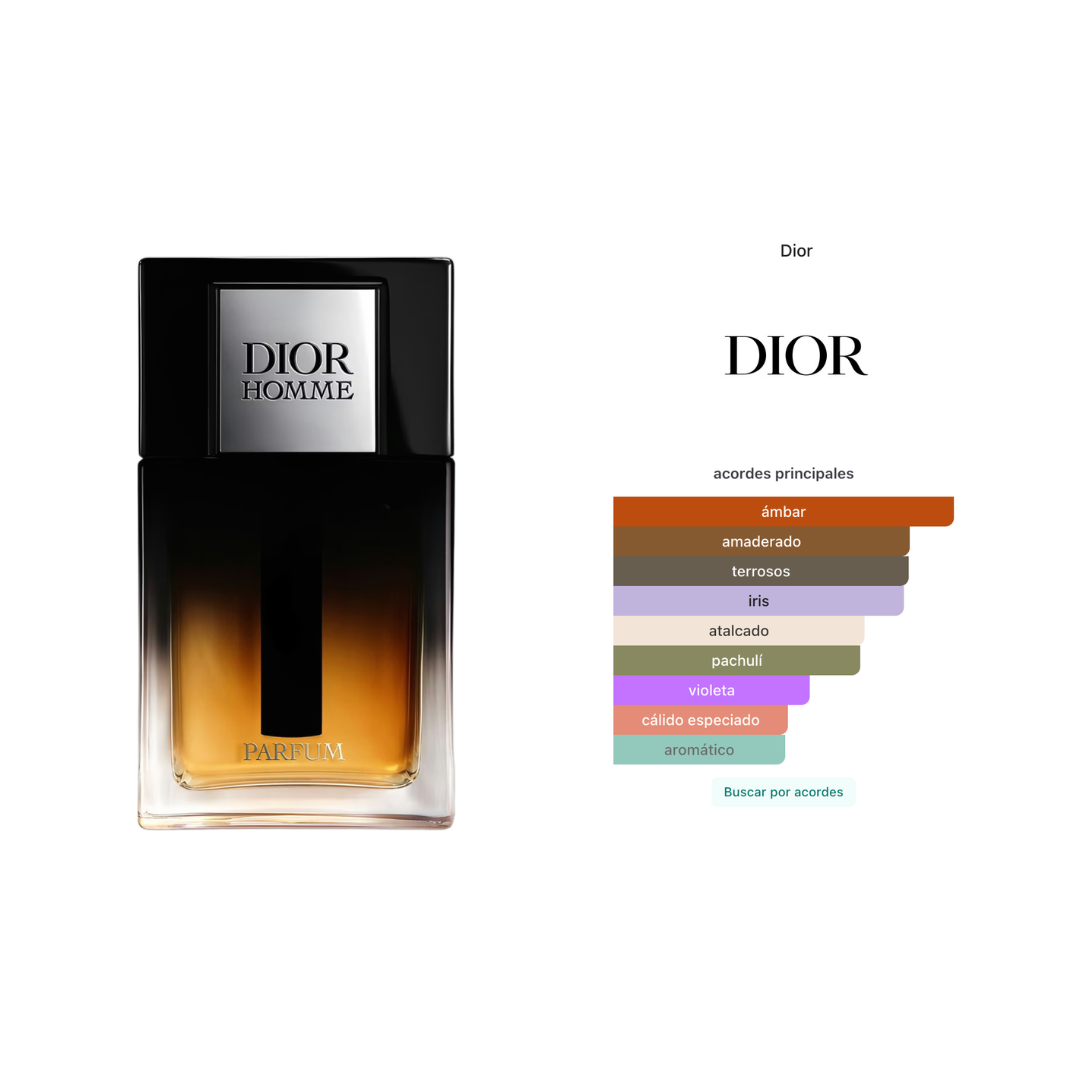 DIOR
HOMME
PARFUM
Dior
DIOR
acordes principales
ámbar
amaderado
terrosos
iris
atalcado
pachulí
violeta
cálido especiado
aromático
Buscar por acordes